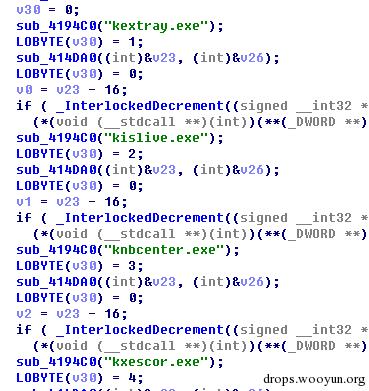 v30 = 0;
sub_4194C0("kextray.exe");
LOBYTE(v30) = 1;
sub_414DA0((int)&v23, (int)&v26);
LOBYTE(v30) = 0;
v0 = v23 - 16;
if ( _InterlockedDecrement((signed __int32 *
(*(void (__stdcall **)(int))(**(_DWORD **)
sub_4194C0("kislive.exe");
LOBYTE(v30) = 2;
sub_414DA0((int)&v23, (int)&v26);
LOBYTE(v30) = 0;
v1 = v23 - 16;
if ( _InterlockedDecrement((signed __int32 *
(*(void (__stdcall **)(int))(**(_DWORD **)
sub_4194C0("knbcenter.exe");
LOBYTE(v30) = 3;
sub_414DA0((int)&v23, (int)&v26);
LOBYTE(v30) = 0;
v2 = v23 - 16;
if ( _InterlockedDecrement((signed __int32 *
(*(void (__stdcall **)(int))(**(_DWORD **)
sub_4194C0("kxescor.exe");
LOBYTE(v30) = 4;
drops.wooyun.org